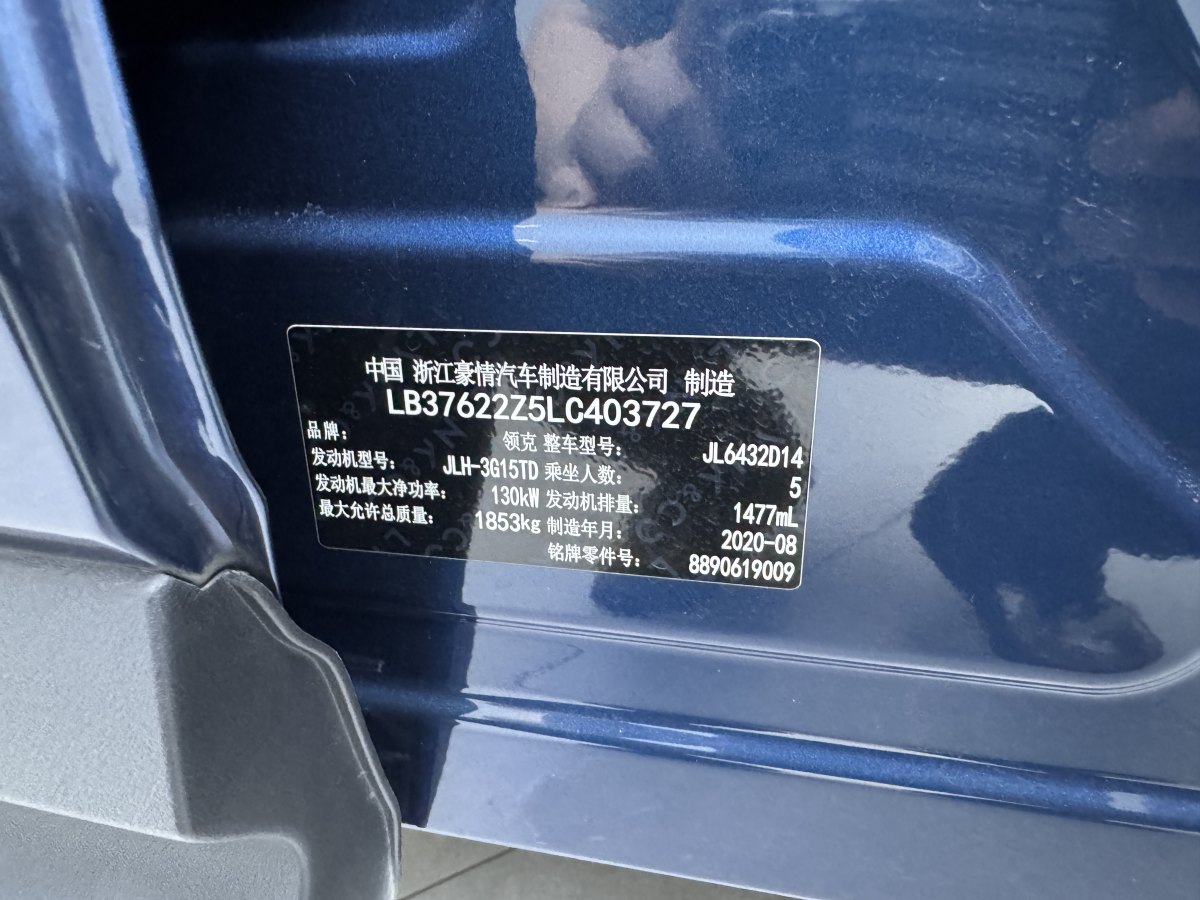 中国 浙江豪情汽车制造有限公司 制造
LB37622Z5LC403727
品牌: 领克 整车型号: JL6432D14
发动机型号: JLH-3G15TD 乘坐人数: 5
发动机最大净功率: 130kW 发动机排量: 1477mL
最大允许总质量: 1853kg 制造年月: 2020-08
铭牌零件号: 8890619009